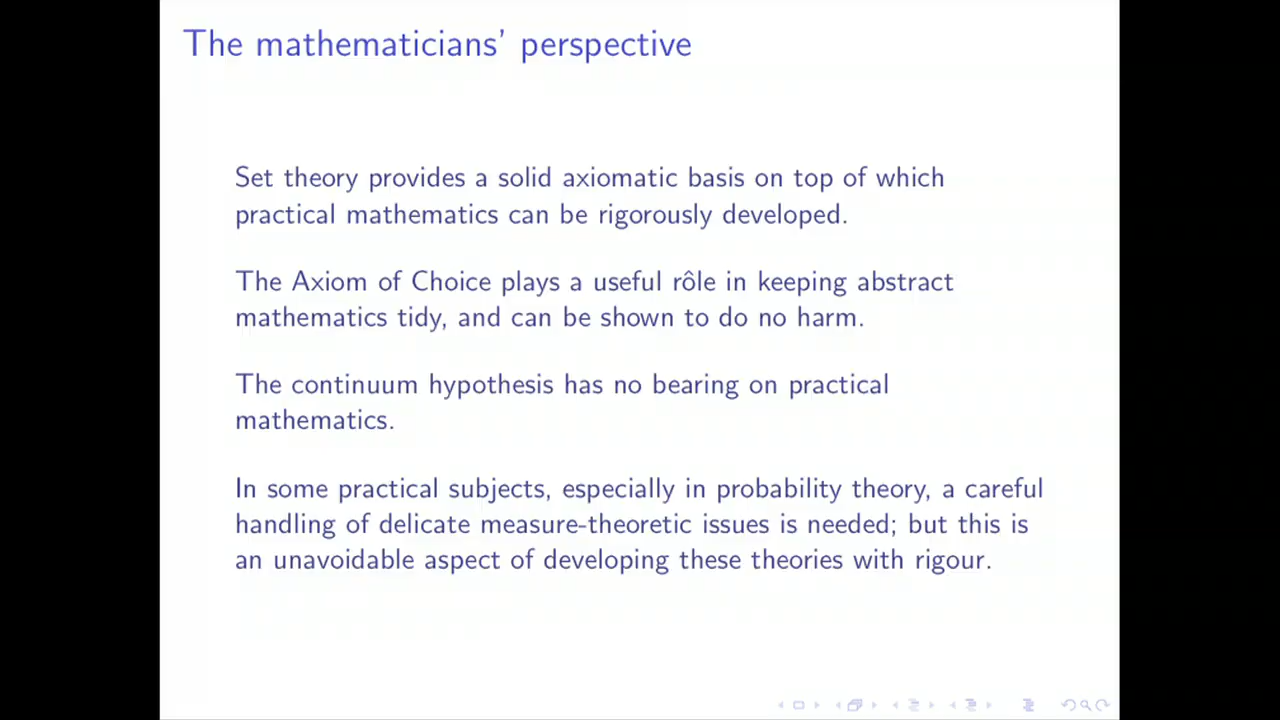 The mathematicians' perspective
Set theory provides a solid axiomatic basis on top of which
practical mathematics can be rigorously developed.
The Axiom of Choice plays a useful rôle in keeping abstract
mathematics tidy, and can be shown to do no harm.
The continuum hypothesis has no bearing on practical
mathematics.
In some practical subjects, especially in probability theory, a careful
handling of delicate measure-theoretic issues is needed; but this is
an unavoidable aspect of developing these theories with rigour.